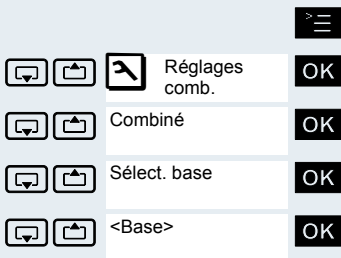 Réglages OK
comb.
Combiné OK
Sélect. base OK
<Base> OK